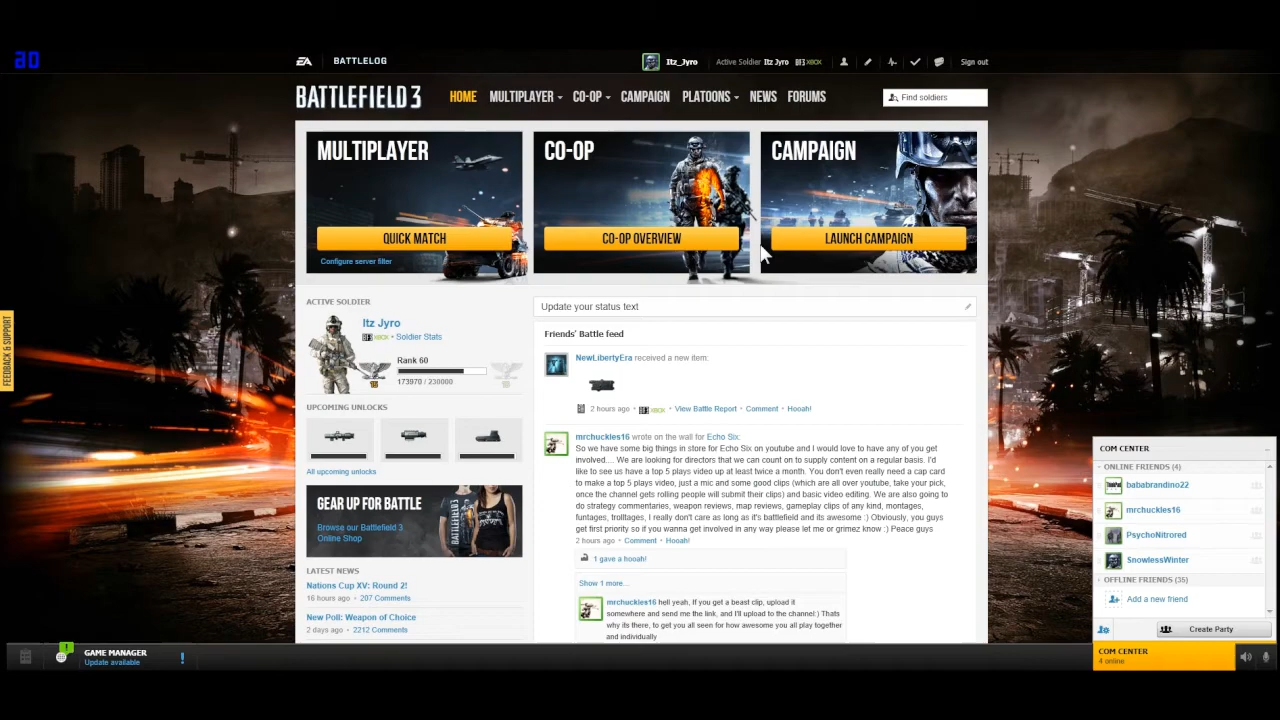 20
EA BATTLELOG
Itz_Jyro Active Soldier Itz Jyro BF3 XBOX Sign out
BATTLEFIELD 3
HOME MULTIPLAYER CO-OP CAMPAIGN PLATOONS NEWS FORUMS
Find soldiers
MULTIPLAYER
QUICK MATCH
Configure server filter
CO-OP
CO-OP OVERVIEW
CAMPAIGN
LAUNCH CAMPAIGN
FEEDBACK & SUPPORT
ACTIVE SOLDIER
Itz Jyro
BF3 XBOX • Soldier Stats
Rank 60
173970 / 230000
15
15
UPCOMING UNLOCKS
All upcoming unlocks
GEAR UP FOR BATTLE
Browse our Battlefield 3
Online Shop
LATEST NEWS
Nations Cup XV: Round 2!
16 hours ago • 207 Comments
New Poll: Weapon of Choice
2 days ago • 2212 Comments
Update your status text
Friends' Battle feed
NewLibertyEra received a new item:
2 hours ago • BF3 XBOX • View Battle Report • Comment • Hooah!
mrchuckles16 wrote on the wall for Echo Six:
So we have some big things in store for Echo Six on youtube and I would love to have any of you get
involved.... We are looking for directors that we can count on to supply content on a regular basis. I'd
like to see us have a top 5 plays video up at least twice a month. You don't even really need a cap card
to make a top 5 plays video, just a mic and some good clips (which are all over youtube, take your pick,
once the channel gets rolling people will submit their clips) and basic video editing. We are also going to
do strategy commentaries, weapon reviews, map reviews, gameplay clips of any kind, montages,
funtages, trolltages, I really don't care as long as it's battlefield and its awesome :) Obviously, you guys
get first priority so if you wanna get involved in any way please let me or grimez know :) Peace guys
2 hours ago • Comment • Hooah!
1 gave a hooah!
Show 1 more...
mrchuckles16 hell yeah, If you get a beast clip, upload it
somewhere and send me the link, and I'll upload to the channel:) Thats
why its there, to get you all seen for how awesome you all play together
and individually
COM CENTER
ONLINE FRIENDS (4)
bababrandino22
mrchuckles16
PsychoNitrored
SnowlessWinter
OFFLINE FRIENDS (35)
Add a new friend
Create Party
COM CENTER
4 online
GAME MANAGER
Update available
!